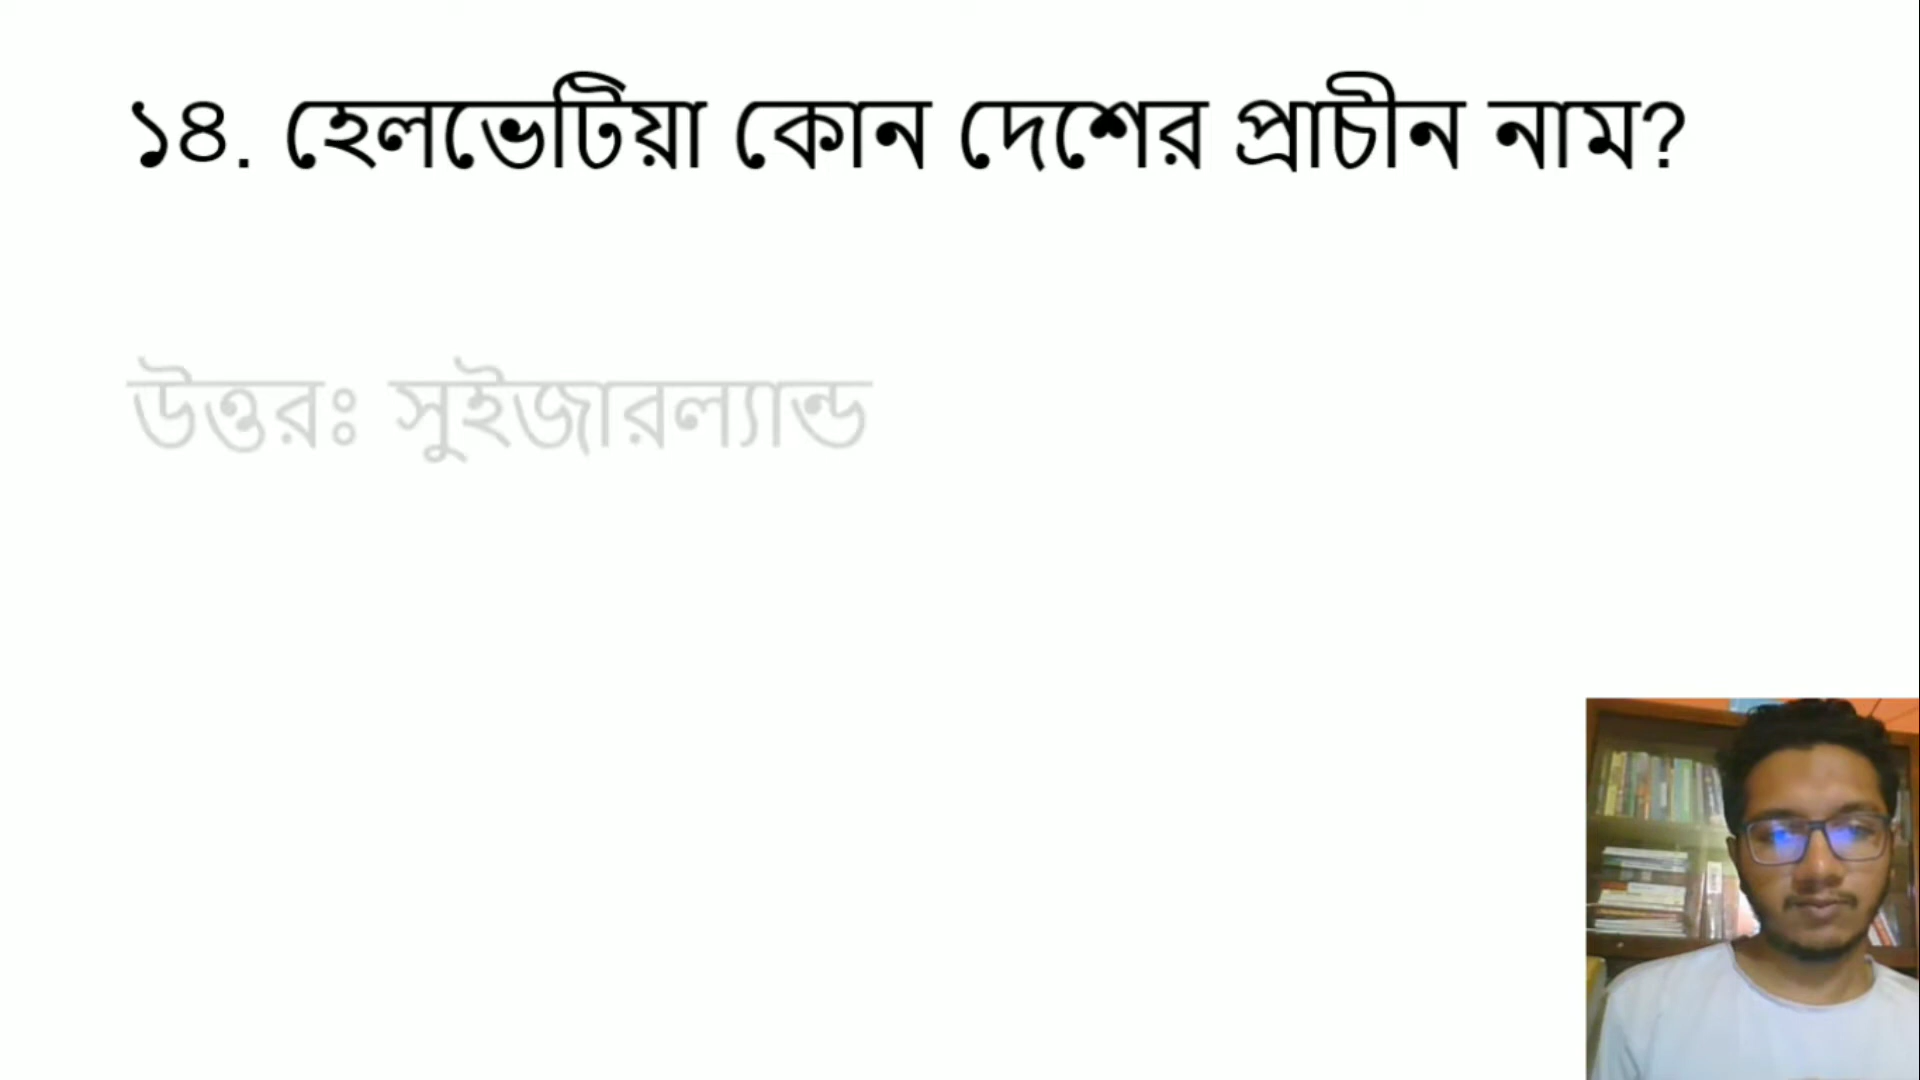 ১৪. হেলভেটিয়া কোন দেশের প্রাচীন নাম?
উত্তরঃ সুইজারল্যান্ড